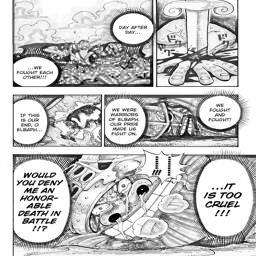 DAY AFTER
DAY...
...WE
FOUGHT EACH
OTHER!!!
...WE
FOUGHT
AND
FOUGHT!
WE WERE
WARRIORS
OF ELBAPH.
OUR PRIDE
MADE US
FIGHT ON.
IF THIS
IS OUR
END, O
ELBAPH...
...IT
IS TOO
CRUEL
!!!
WOULD YOU
DENY ME
AN HONOR-
ABLE
DEATH IN
BATTLE
!!?